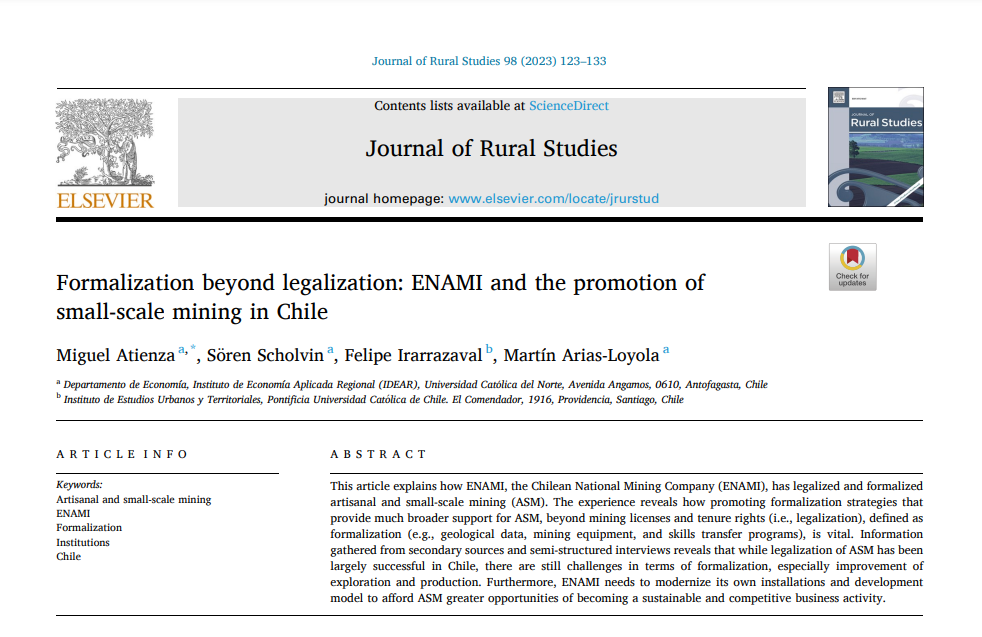 Journal of Rural Studies 98 (2023) 123–133
Contents lists available at ScienceDirect
Journal of Rural Studies
journal homepage: www.elsevier.com/locate/jrurstud
ELSEVIER
JOURNAL OF
Rural Studies
Check for
updates
Formalization beyond legalization: ENAMI and the promotion of
small-scale mining in Chile
Miguel Atienza a,*, Sören Scholvin a, Felipe Irarrazaval b, Martín Arias-Loyola a
a Departamento de Economía, Instituto de Economía Aplicada Regional (IDEAR), Universidad Católica del Norte, Avenida Angamos, 0610, Antofagasta, Chile
b Instituto de Estudios Urbanos y Territoriales, Pontificia Universidad Católica de Chile. El Comendador, 1916, Providencia, Santiago, Chile
ARTICLE INFO
Keywords:
Artisanal and small-scale mining
ENAMI
Formalization
Institutions
Chile
ABSTRACT
This article explains how ENAMI, the Chilean National Mining Company (ENAMI), has legalized and formalized
artisanal and small-scale mining (ASM). The experience reveals how promoting formalization strategies that
provide much broader support for ASM, beyond mining licenses and tenure rights (i.e., legalization), defined as
formalization (e.g., geological data, mining equipment, and skills transfer programs), is vital. Information
gathered from secondary sources and semi-structured interviews reveals that while legalization of ASM has been
largely successful in Chile, there are still challenges in terms of formalization, especially improvement of
exploration and production. Furthermore, ENAMI needs to modernize its own installations and development
model to afford ASM greater opportunities of becoming a sustainable and competitive business activity.